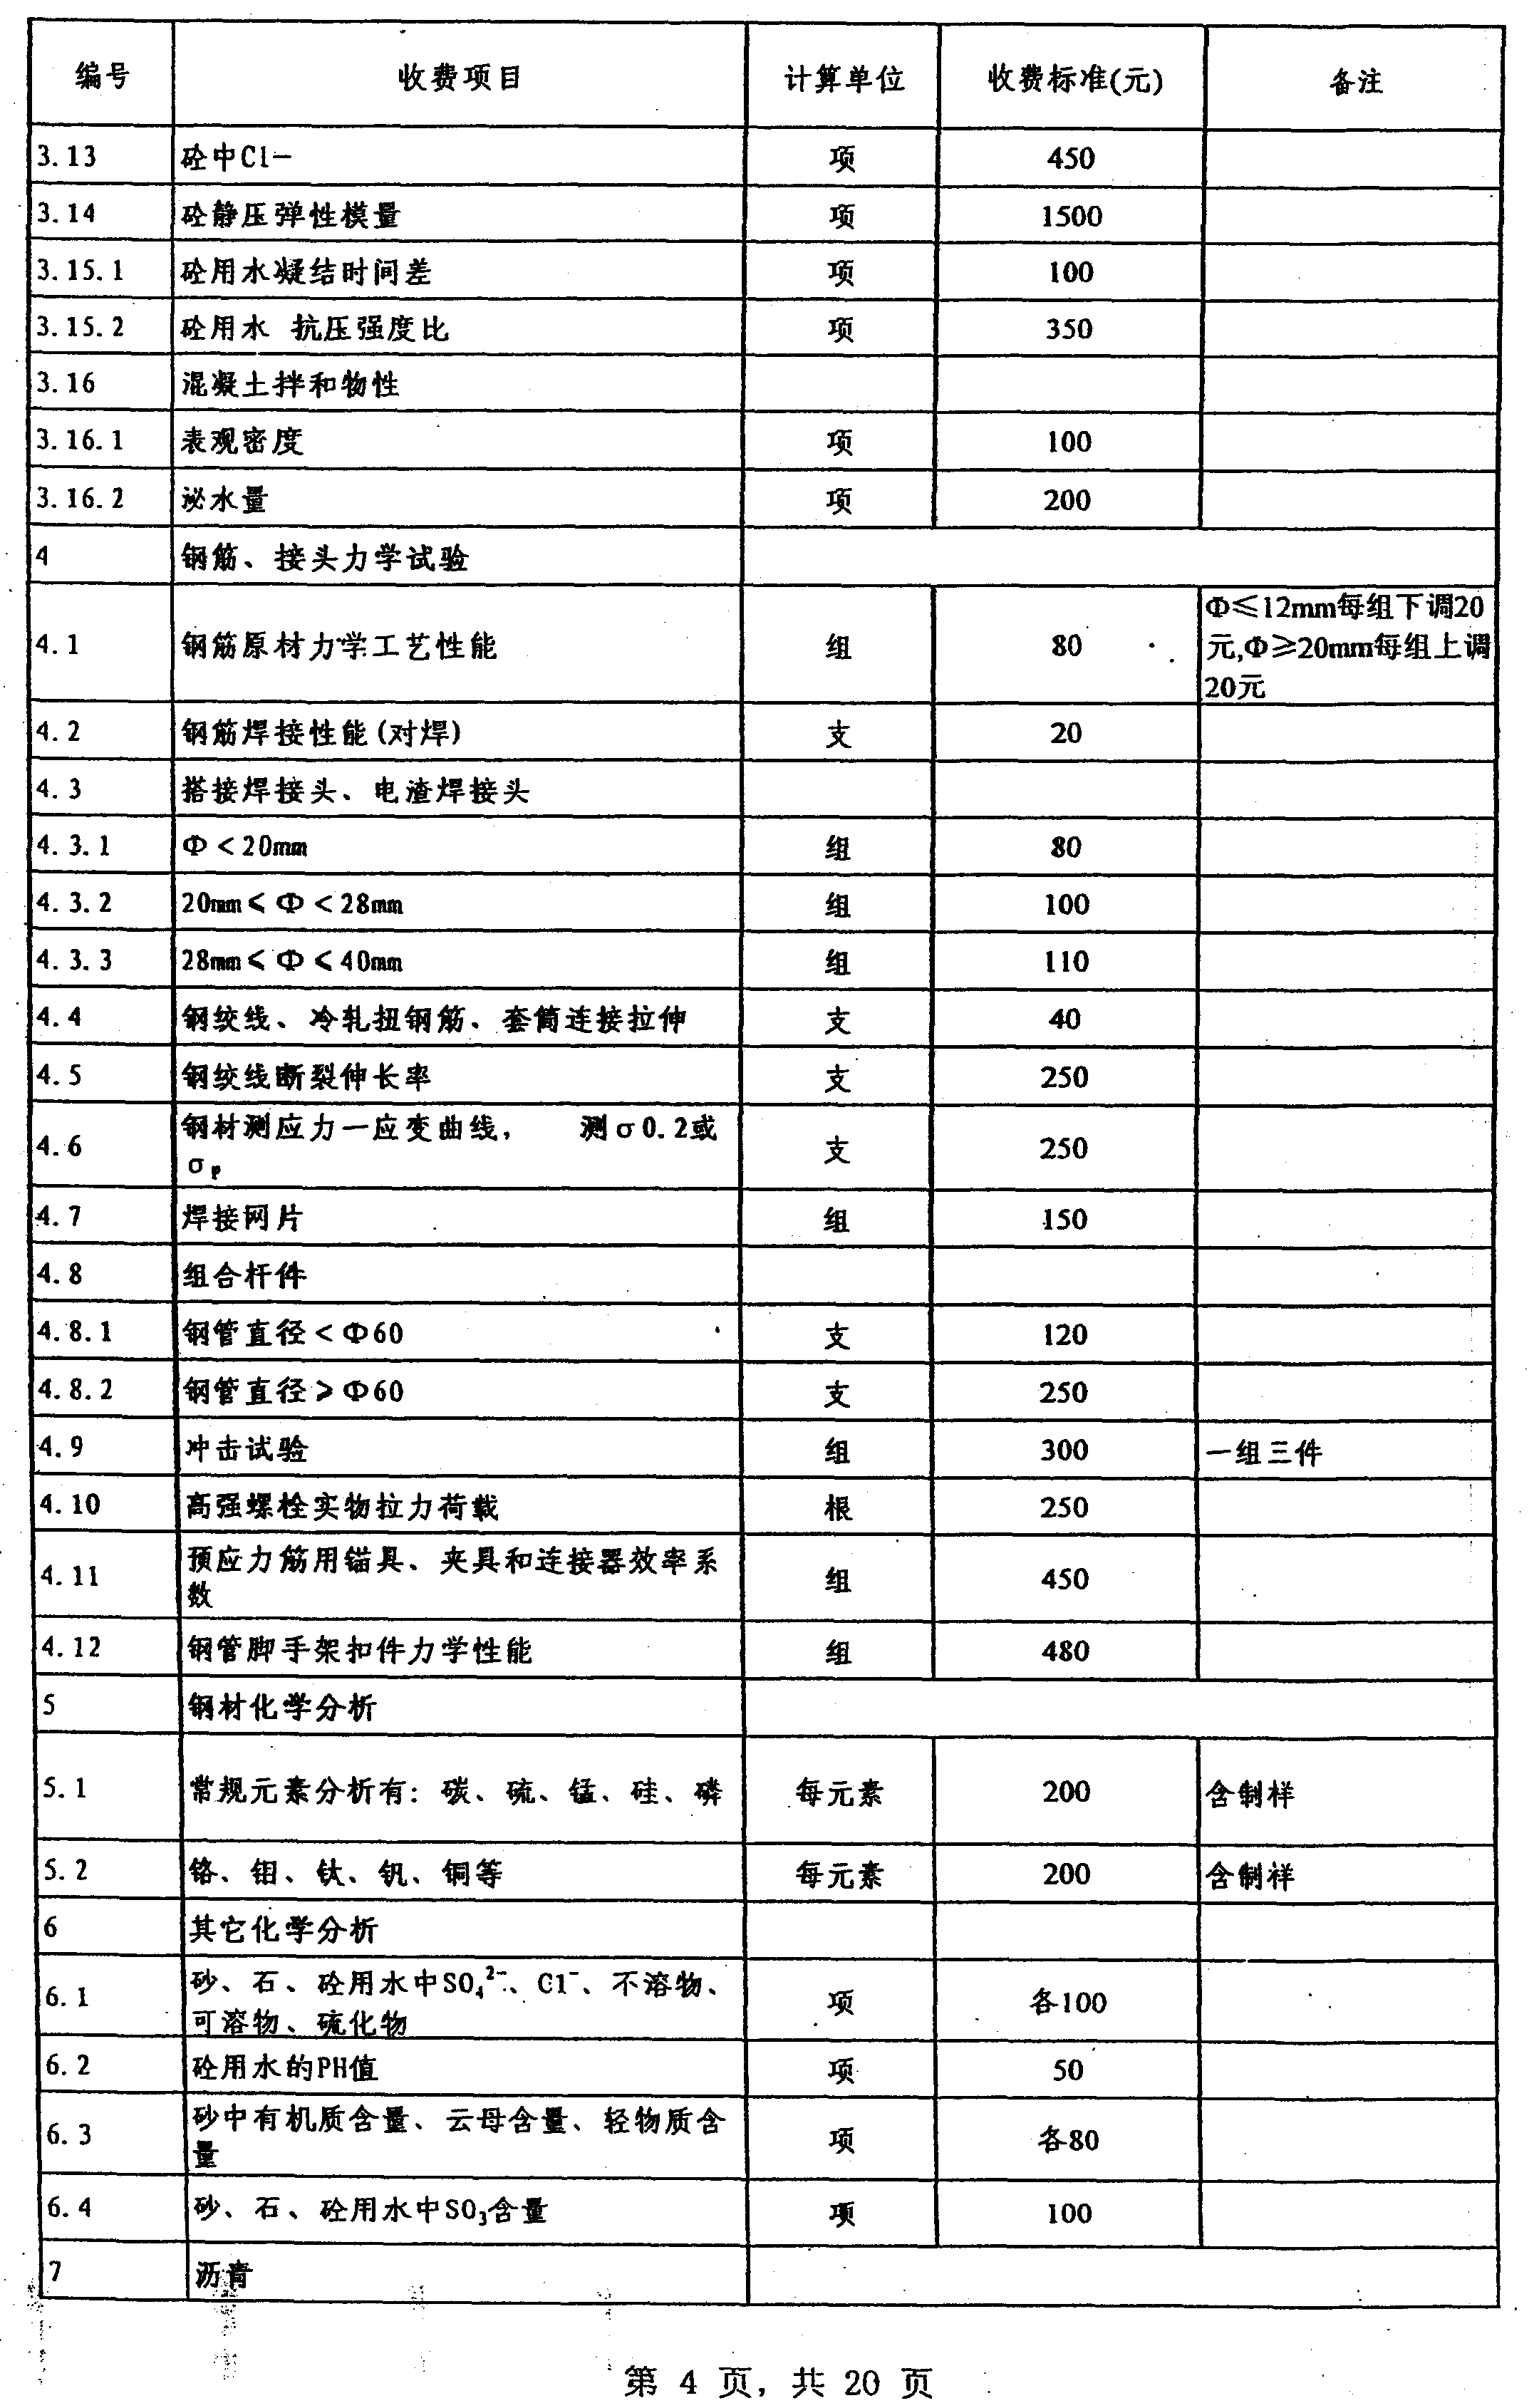 编号 收费项目 计算单位 收费标准(元) 备注
3.13 砼中Cl— 项 450
3.14 砼静压弹性模量 项 1500
3.15.1 砼用水凝结时间差 项 100
3.15.2 砼用水 抗压强度比 项 350
3.16 混凝土拌和物性
3.16.1 表观密度 项 100
3.16.2 泌水量 项 200
4 钢筋、接头力学试验
4.1 钢筋原材力学工艺性能 组 80 Φ≤12mm每组下调20
元,Φ≥20mm每组上调
20元
4.2 钢筋焊接性能(对焊) 支 20
4.3 搭接焊接头、电渣焊接头
4.3.1 Φ<20mm 组 80
4.3.2 20mm≤Φ<28mm 组 100
4.3.3 28mm≤Φ≤40mm 组 110
4.4 钢绞线、冷轧扭钢筋、套筒连接拉伸 支 40
4.5 钢绞线断裂伸长率 支 250
4.6 钢材测应力一应变曲线, 测σ0.2或
σP 支 250
4.7 焊接网片 组 150
4.8 组合杆件
4.8.1 钢管直径<Φ60 支 120
4.8.2 钢管直径≥Φ60 支 250
4.9 冲击试验 组 300 一组三件
4.10 高强螺栓实物拉力荷载 根 250
4.11 预应力筋用锚具、夹具和连接器效率系
数 组 450
4.12 钢管脚手架扣件力学性能 组 480
5 钢材化学分析
5.1 常规元素分析有: 碳、硫、锰、硅、磷 每元素 200 含制样
5.2 铬、钼、钛、钒、铜等 每元素 200 含制样
6 其它化学分析
6.1 砂、石、砼用水中SO₄²⁻、Cl⁻、不溶物、
可溶物、硫化物 项 各100
6.2 砼用水的PH值 项 50
6.3 砂中有机质含量、云母含量、轻物质含
量 项 各80
6.4 砂、石、砼用水中SO₃含量 项 100
7 沥青
第 4 页, 共 20 页